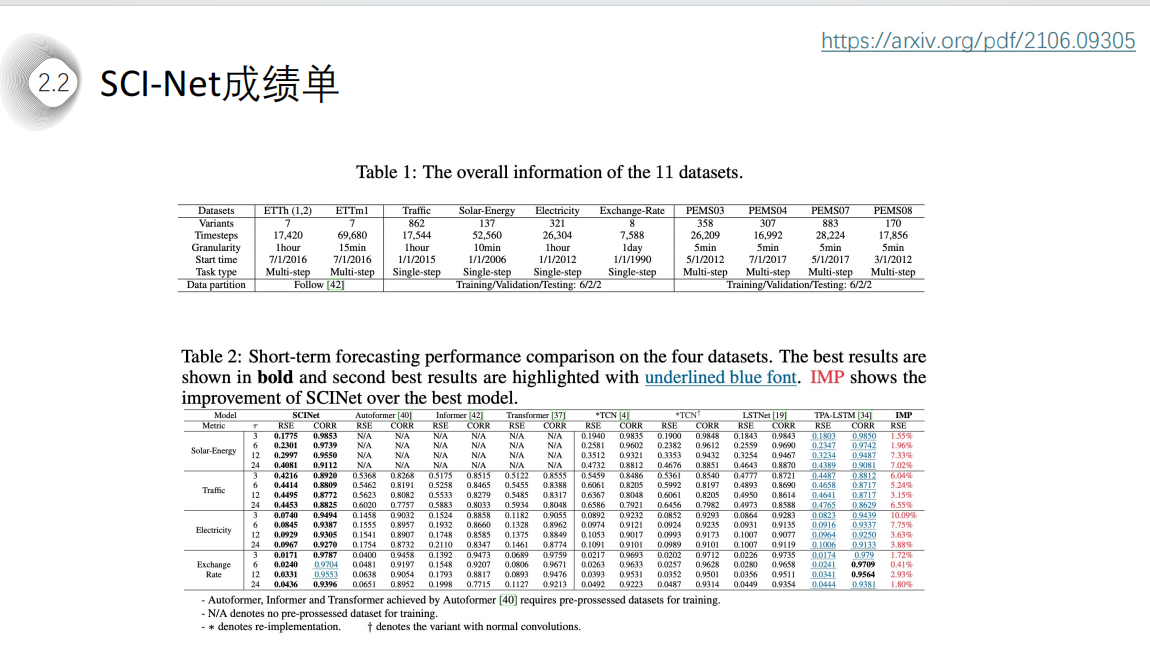 https://arxiv.org/pdf/2106.09305
2.2
SCI-Net成绩单
Table 1: The overall information of the 11 datasets.
Datasets ETTh (1,2) ETTm1 Traffic Solar-Energy Electricity Exchange-Rate PEMS03 PEMS04 PEMS07 PEMS08
Variants 7 7 862 137 321 8 358 307 883 170
Timesteps 17,420 69,680 17,544 52,560 26,304 7,588 26,209 16,992 28,224 17,856
Granularity 1hour 15min 1hour 10min 1hour 1day 5min 5min 5min 5min
Start time 7/1/2016 7/1/2016 1/1/2015 1/1/2006 1/1/2012 1/1/1990 5/1/2012 7/1/2017 5/1/2017 3/1/2012
Task type Multi-step Multi-step Single-step Single-step Single-step Single-step Multi-step Multi-step Multi-step Multi-step
Data partition Follow [42] Training/Validation/Testing: 6/2/2 Training/Validation/Testing: 6/2/2
Table 2: Short-term forecasting performance comparison on the four datasets. The best results are
shown in bold and second best results are highlighted with underlined blue font. IMP shows the
improvement of SCINet over the best model.
Model SCINet Autoformer [40] Informer [42] Transformer [37] *TCN [4] *TCN† LSTNet [19] TPA-LSTM [34] IMP
Metric τ RSE CORR RSE CORR RSE CORR RSE CORR RSE CORR RSE CORR RSE CORR RSE CORR RSE
Solar-Energy
3 0.1775 0.9853 N/A N/A N/A N/A N/A N/A 0.1940 0.9835 0.1900 0.9848 0.1843 0.9843 0.1803 0.9850 1.55%
6 0.2301 0.9739 N/A N/A N/A N/A N/A N/A 0.2581 0.9602 0.2382 0.9612 0.2559 0.9690 0.2347 0.9742 1.96%
12 0.2997 0.9550 N/A N/A N/A N/A N/A N/A 0.3512 0.9321 0.3353 0.9432 0.3254 0.9467 0.3234 0.9487 7.33%
24 0.4081 0.9112 N/A N/A N/A N/A N/A N/A 0.4732 0.8812 0.4676 0.8851 0.4643 0.8870 0.4389 0.9081 7.02%
Traffic
3 0.4216 0.8920 0.5368 0.8268 0.5175 0.8515 0.5122 0.8555 0.5459 0.8486 0.5361 0.8540 0.4777 0.8721 0.4487 0.8812 6.04%
6 0.4414 0.8809 0.5462 0.8191 0.5258 0.8465 0.5455 0.8388 0.6061 0.8205 0.5992 0.8197 0.4893 0.8690 0.4658 0.8717 5.24%
12 0.4495 0.8772 0.5623 0.8082 0.5533 0.8279 0.5485 0.8317 0.6367 0.8048 0.6061 0.8205 0.4950 0.8614 0.4641 0.8717 3.15%
24 0.4453 0.8825 0.6020 0.7757 0.5883 0.8033 0.5934 0.8048 0.6586 0.7921 0.6456 0.7982 0.4973 0.8588 0.4765 0.8629 6.55%
Electricity
3 0.0740 0.9494 0.1458 0.9032 0.1524 0.8858 0.1182 0.9055 0.0892 0.9232 0.0852 0.9293 0.0864 0.9283 0.0823 0.9439 10.09%
6 0.0845 0.9387 0.1555 0.8957 0.1932 0.8660 0.1328 0.8962 0.0974 0.9121 0.0924 0.9235 0.0931 0.9135 0.0916 0.9337 7.75%
12 0.0929 0.9305 0.1541 0.8907 0.1748 0.8585 0.1375 0.8849 0.1053 0.9017 0.0993 0.9173 0.1007 0.9077 0.0964 0.9250 3.63%
24 0.0967 0.9270 0.1754 0.8732 0.2110 0.8347 0.1461 0.8774 0.1091 0.9101 0.0989 0.9101 0.1007 0.9119 0.1006 0.9133 3.88%
Exchange
Rate
3 0.0171 0.9787 0.0400 0.9458 0.1392 0.9473 0.0689 0.9759 0.0217 0.9693 0.0202 0.9712 0.0226 0.9735 0.0174 0.979 1.72%
6 0.0240 0.9704 0.0481 0.9197 0.1548 0.9207 0.0806 0.9671 0.0263 0.9633 0.0257 0.9628 0.0280 0.9658 0.0241 0.9709 0.41%
12 0.0331 0.9553 0.0638 0.9054 0.1793 0.8817 0.0893 0.9476 0.0393 0.9531 0.0352 0.9501 0.0356 0.9511 0.0341 0.9564 2.93%
24 0.0436 0.9396 0.0651 0.8952 0.1998 0.7715 0.1127 0.9213 0.0492 0.9223 0.0487 0.9314 0.0449 0.9354 0.0444 0.9381 1.80%
- Autoformer, Informer and Transformer achieved by Autoformer [40] requires pre-prossessed datasets for training.
- N/A denotes no pre-prossessed dataset for training.
- * denotes re-implementation. † denotes the variant with normal convolutions.